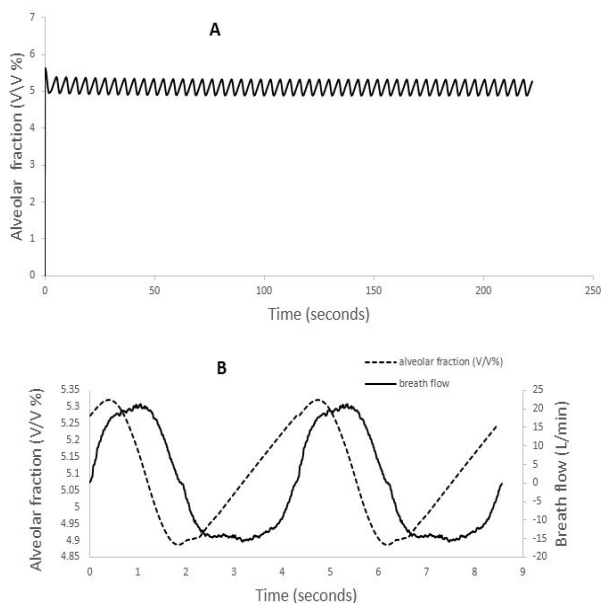 A
7
6
5
4
3
2
1
0
Alveolar fraction (V\V %)
0 50 100 150 200 250
Time (seconds)
B
alveolar fraction (V/V%)
breath flow
5.35
5.3
5.25
5.2
5.15
5.1
5.05
5
4.95
4.9
4.85
Alveolar fraction (V/V %)
25
20
15
10
5
0
-5
-10
-15
-20
Breath flow (L/min)
0 1 2 3 4 5 6 7 8 9
Time (seconds)